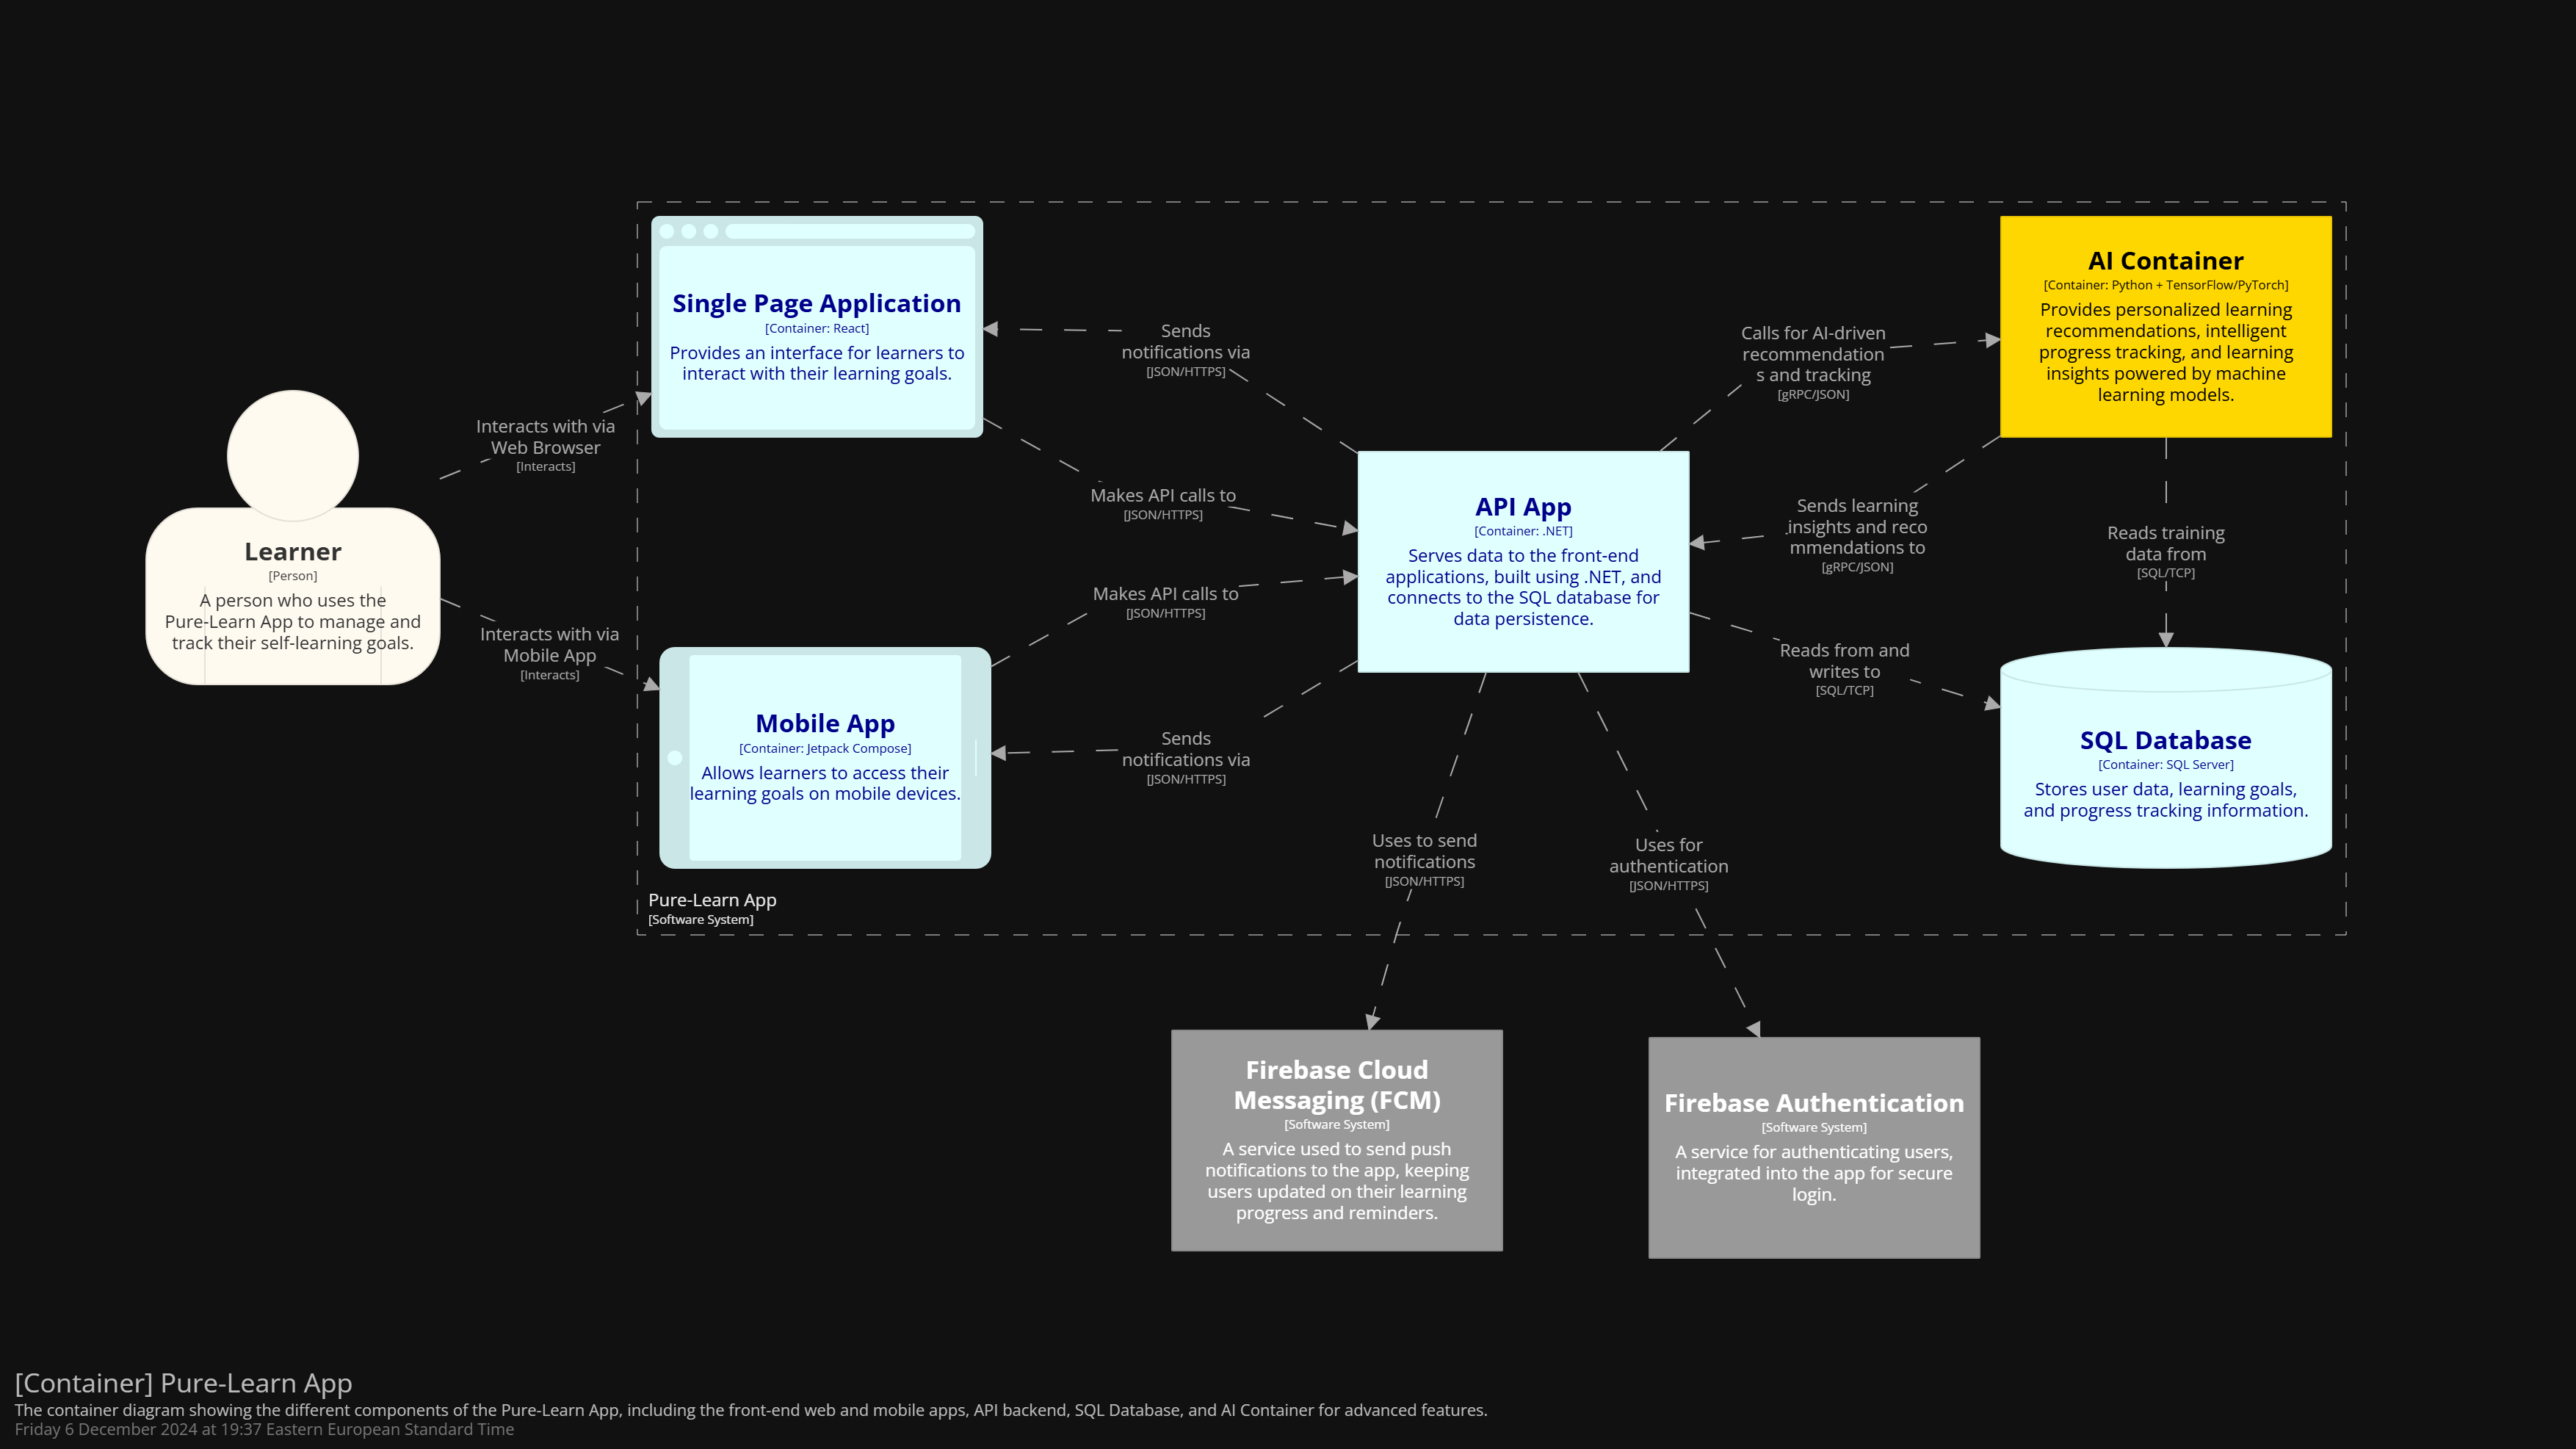 Single Page Application
[Container: React]
Provides an interface for learners to
interact with their learning goals.
AI Container
[Container: Python + TensorFlow/PyTorch]
Provides personalized learning
recommendations, intelligent
progress tracking, and learning
insights powered by machine
learning models.
Sends
notifications via
[JSON/HTTPS]
Calls for AI-driven
recommendation
s and tracking
[gRPC/JSON]
Interacts with via
Web Browser
[Interacts]
Makes API calls to
[JSON/HTTPS]
API App
[Container: .NET]
Serves data to the front-end
applications, built using .NET, and
connects to the SQL database for
data persistence.
Sends learning
insights and reco
mmendations to
[gRPC/JSON]
Reads training
data from
[SQL/TCP]
Learner
[Person]
A person who uses the
Pure-Learn App to manage and
track their self-learning goals.
Interacts with via
Mobile App
[Interacts]
Makes API calls to
[JSON/HTTPS]
Reads from and
writes to
[SQL/TCP]
Mobile App
[Container: Jetpack Compose]
Allows learners to access their
learning goals on mobile devices.
Sends
notifications via
[JSON/HTTPS]
SQL Database
[Container: SQL Server]
Stores user data, learning goals,
and progress tracking information.
Uses to send
notifications
[JSON/HTTPS]
Uses for
authentication
[JSON/HTTPS]
Pure-Learn App
[Software System]
Firebase Cloud
Messaging (FCM)
[Software System]
A service used to send push
notifications to the app, keeping
users updated on their learning
progress and reminders.
Firebase Authentication
[Software System]
A service for authenticating users,
integrated into the app for secure
login.
[Container] Pure-Learn App
The container diagram showing the different components of the Pure-Learn App, including the front-end web and mobile apps, API backend, SQL Database, and AI Container for advanced features.
Friday 6 December 2024 at 19:37 Eastern European Standard Time